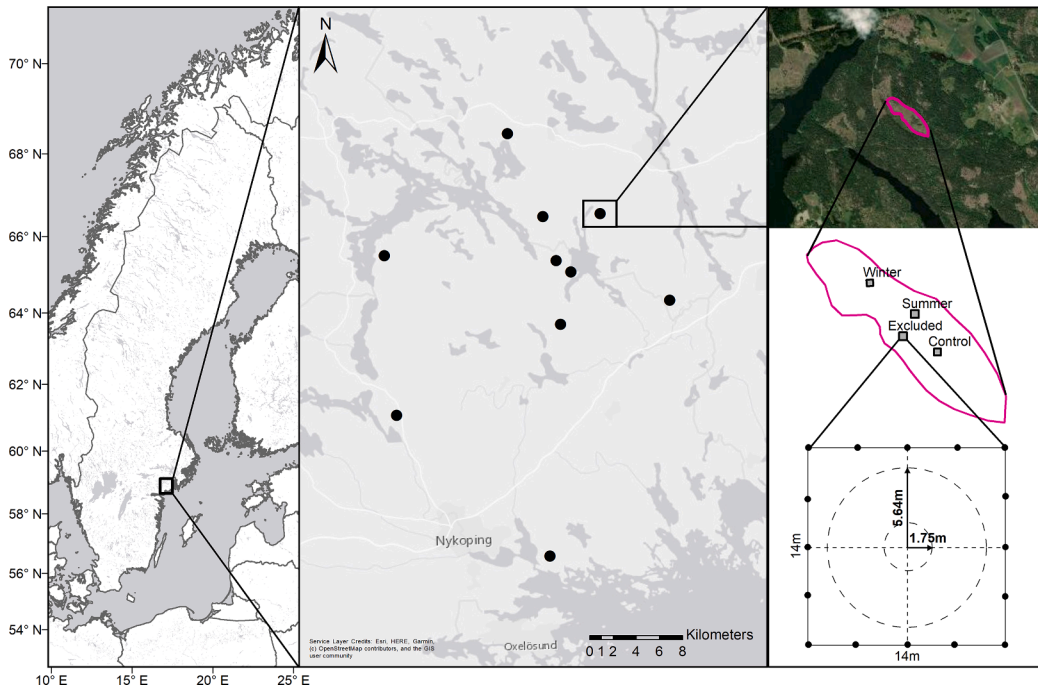 70° N
68° N
66° N
64° N
62° N
60° N
58° N
56° N
54° N
10° E
15° E
20° E
25° E
N
Nykoping
Oxelösund
Service Layer Credits: Esri, HERE, Garmin,
(c) OpenStreetMap contributors, and the GIS
user community
Kilometers
0 1 2 4 6 8
Winter
Summer
Excluded
Control
5.64m
1.75m
14m
14m